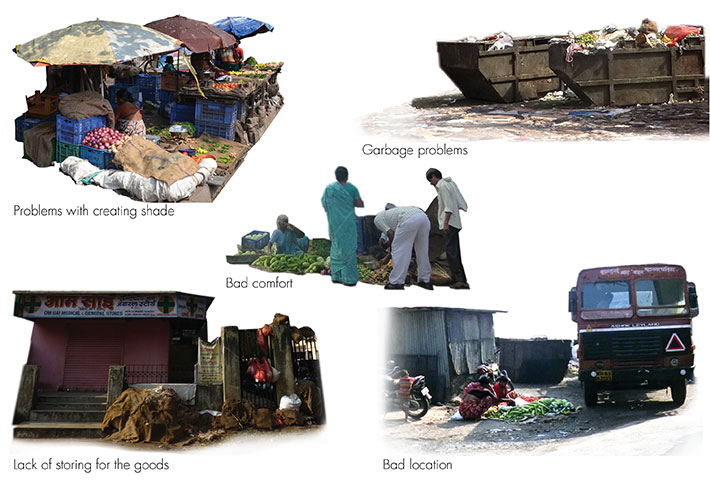 Problems with creating shade
Garbage problems
Bad comfort
ॐ साई
जनरल स्टोर्स
OM SAI MEDICAL & GENERAL STORES
ASHOK LEYLAND
Lack of storing for the goods
Bad location